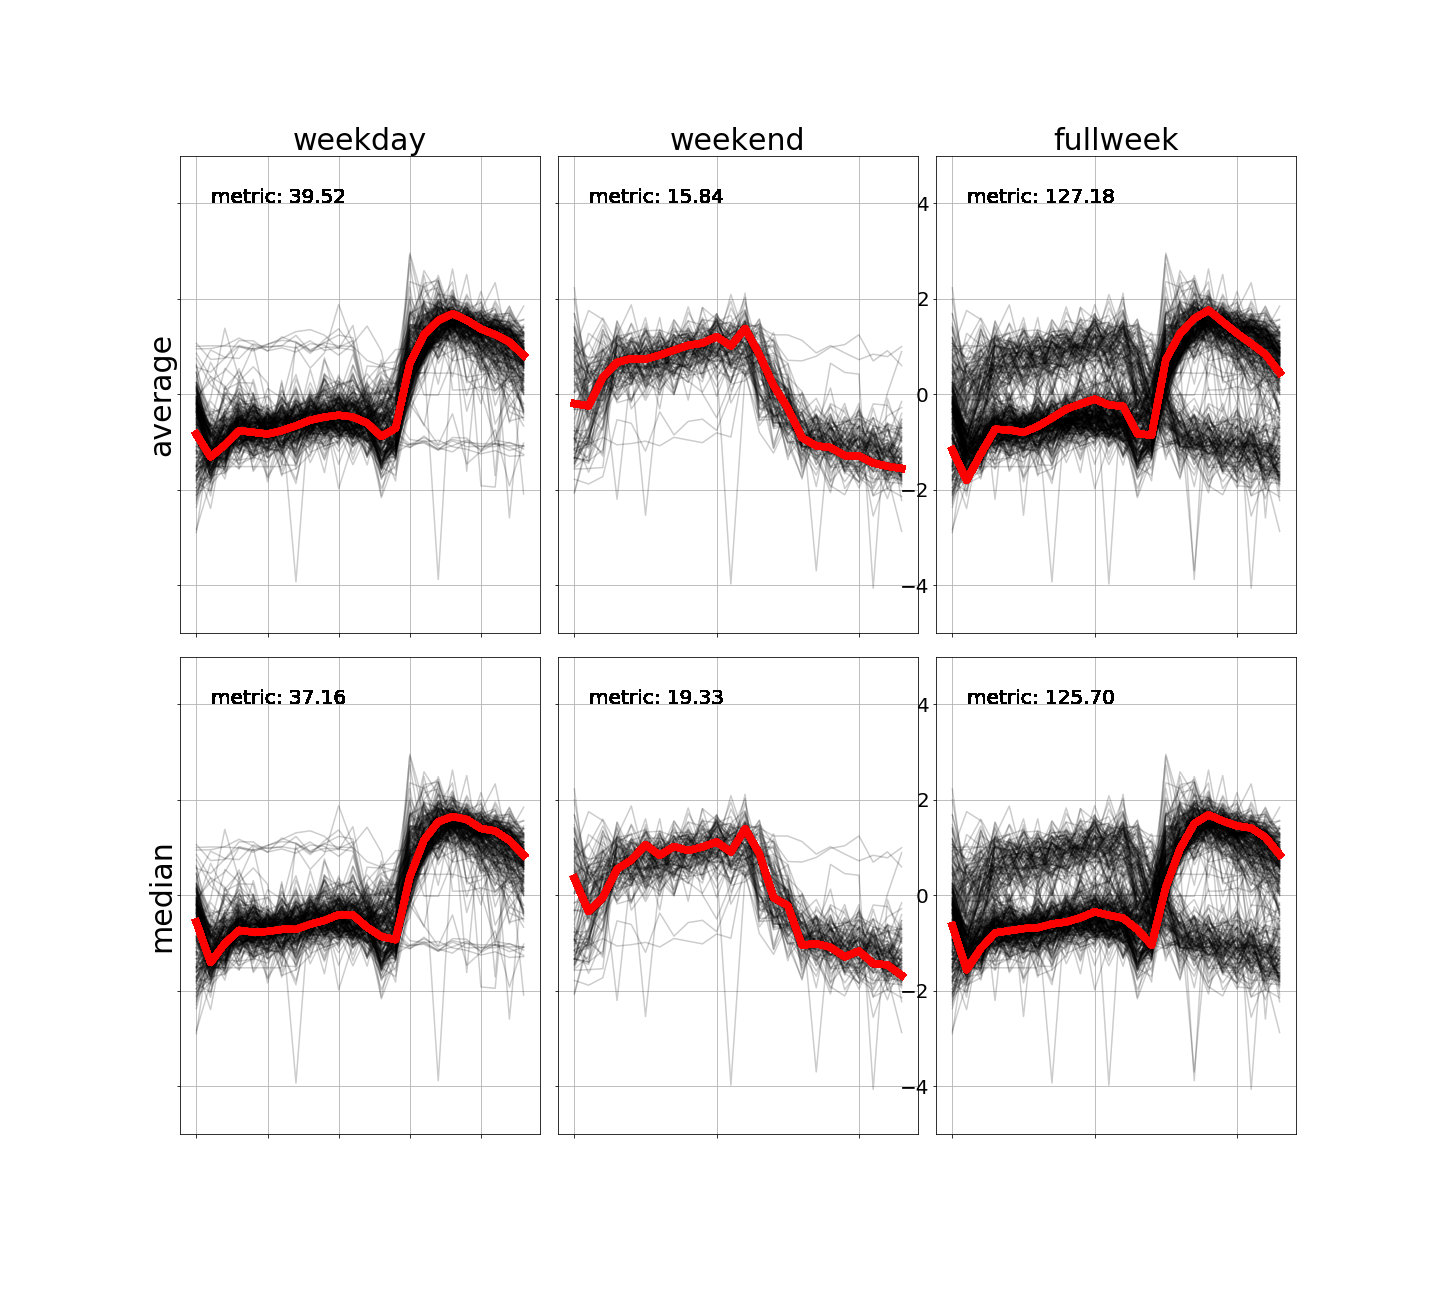 weekday weekend fullweek
average
metric: 39.52
metric: 15.84
metric: 127.18
4
2
0
−2
−4
median
metric: 37.16
metric: 19.33
metric: 125.70
4
2
0
−2
−4